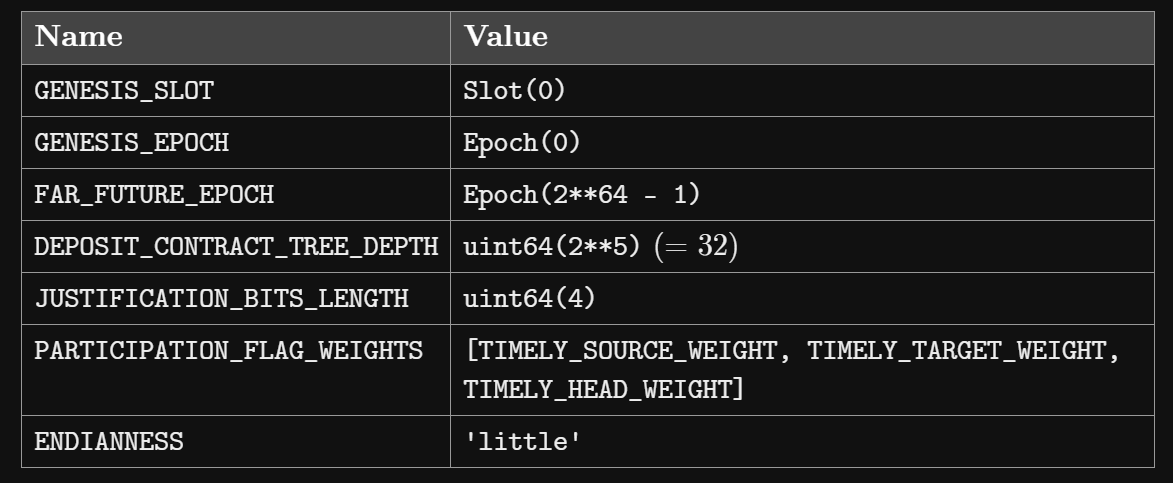 Name Value
GENESIS_SLOT Slot(0)
GENESIS_EPOCH Epoch(0)
FAR_FUTURE_EPOCH Epoch(2**64 - 1)
DEPOSIT_CONTRACT_TREE_DEPTH uint64(2**5) (= 32)
JUSTIFICATION_BITS_LENGTH uint64(4)
PARTICIPATION_FLAG_WEIGHTS [TIMELY_SOURCE_WEIGHT, TIMELY_TARGET_WEIGHT,
TIMELY_HEAD_WEIGHT]
ENDIANNESS 'little'